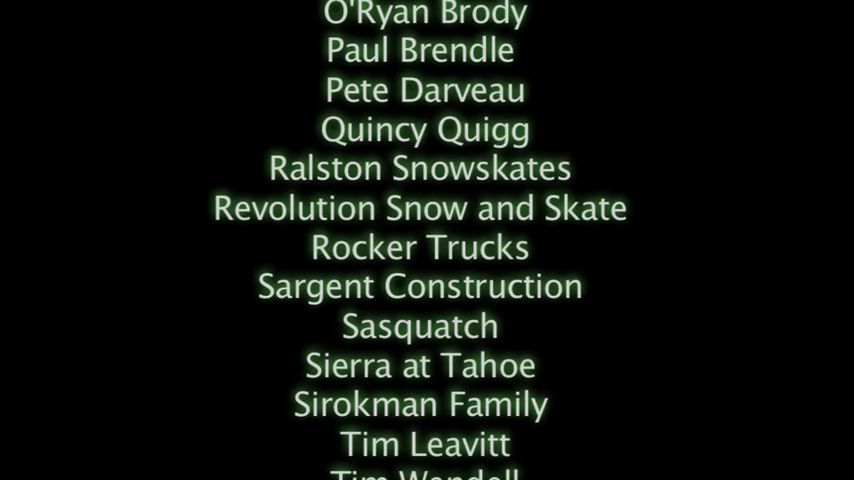 O'Ryan Brody
Paul Brendle
Pete Darveau
Quincy Quigg
Ralston Snowskates
Revolution Snow and Skate
Rocker Trucks
Sargent Construction
Sasquatch
Sierra at Tahoe
Sirokman Family
Tim Leavitt
Tim